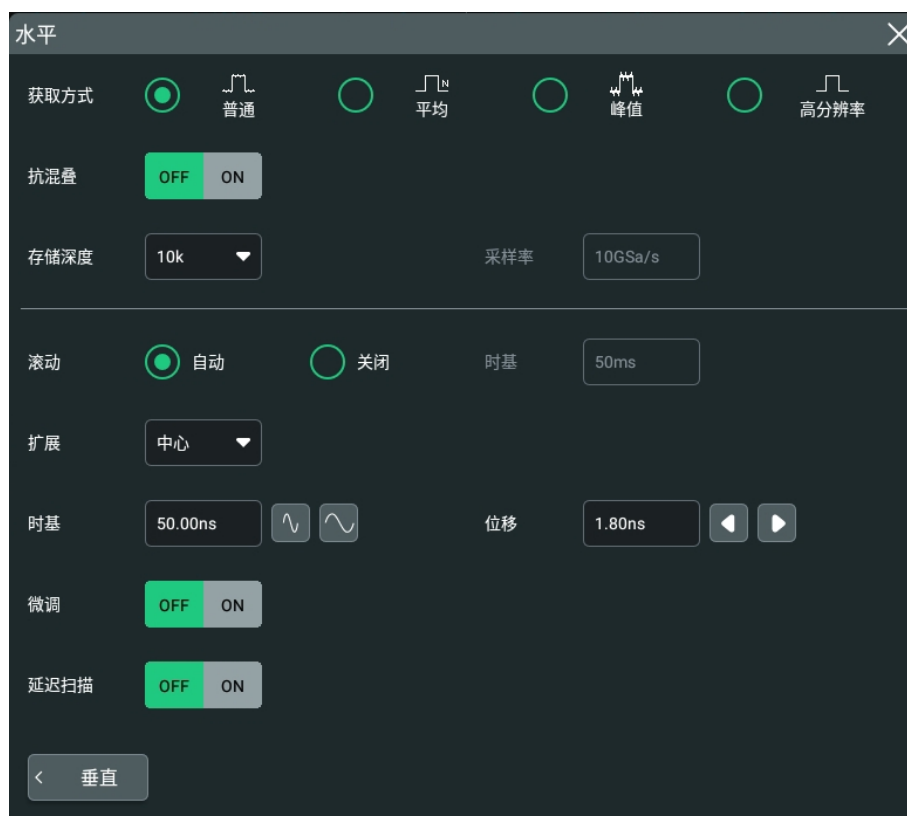 水平
获取方式 普通 N 平均 峰值 高分辨率
抗混叠 OFF ON
存储深度 10k 采样率 10GSa/s
滚动 自动 关闭 时基 50ms
扩展 中心
时基 50.00ns 位移 1.80ns
微调 OFF ON
延迟扫描 OFF ON
垂直